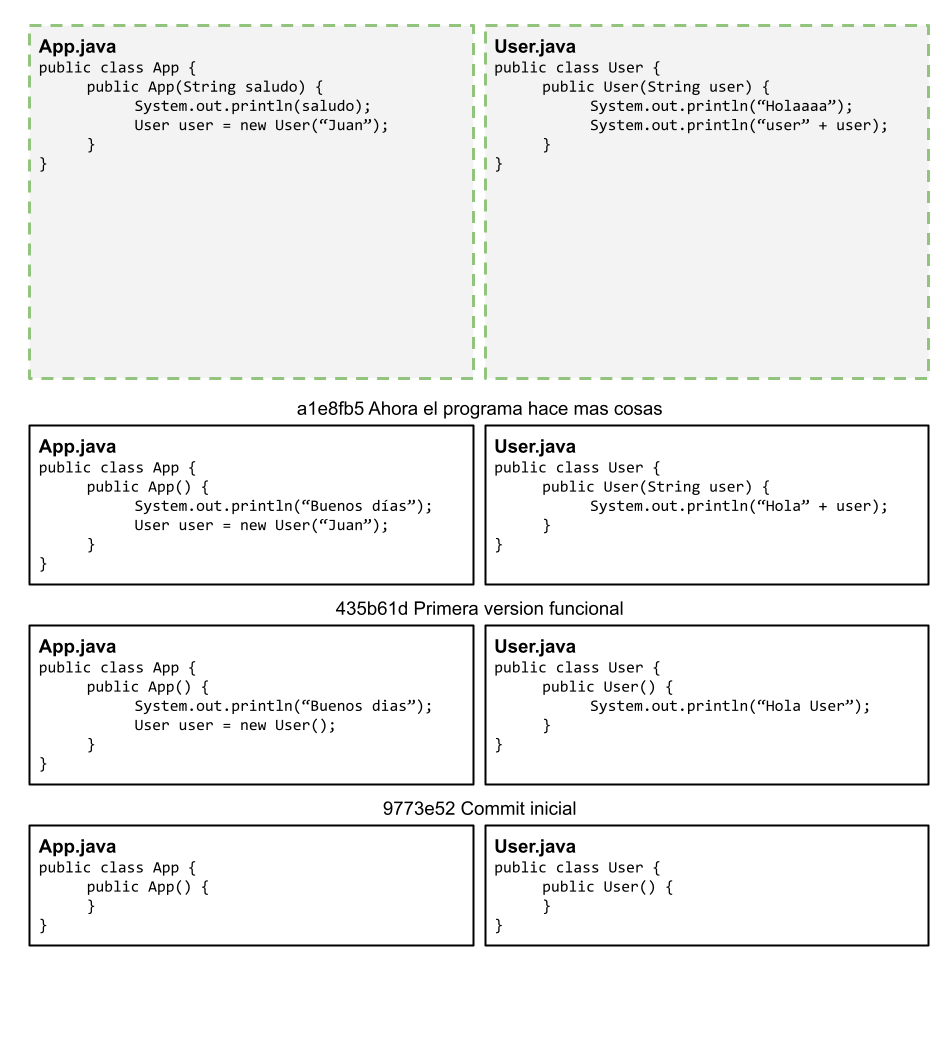 App.java
public class App {
public App(String saludo) {
System.out.println(saludo);
User user = new User(“Juan”);
}
}
User.java
public class User {
public User(String user) {
System.out.println(“Holaaaa”);
System.out.println(“user” + user);
}
}
a1e8fb5 Ahora el programa hace mas cosas
App.java
public class App {
public App() {
System.out.println(“Buenos días”);
User user = new User(“Juan”);
}
}
User.java
public class User {
public User(String user) {
System.out.println(“Hola” + user);
}
}
435b61d Primera version funcional
App.java
public class App {
public App() {
System.out.println(“Buenos dias”);
User user = new User();
}
}
User.java
public class User {
public User() {
System.out.println(“Hola User”);
}
}
9773e52 Commit inicial
App.java
public class App {
public App() {
}
}
User.java
public class User {
public User() {
}
}